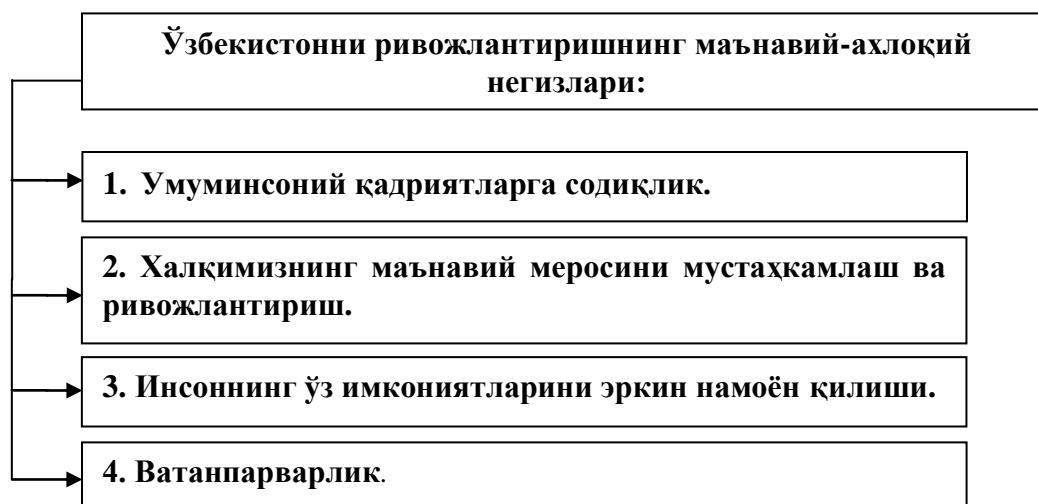 Ўзбекистонни ривожлантиришнинг маънавий-ахлоқий
негизлари:
1. Умуминсоний қадриятларга содиқлик.
2. Халқимизнинг маънавий меросини мустаҳкамлаш ва
ривожлантириш.
3. Инсоннинг ўз имкониятларини эркин намоён қилиши.
4. Ватанпарварлик.